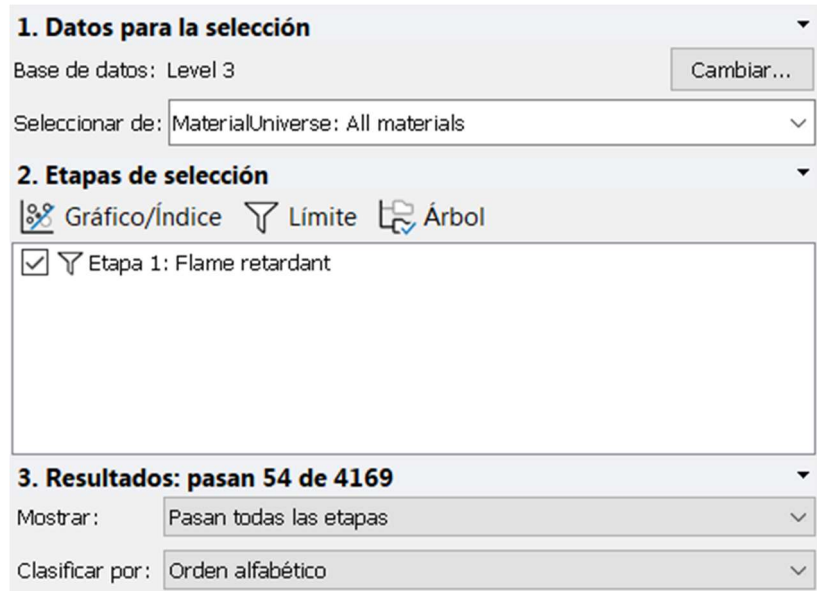 1. Datos para la selección
Base de datos: Level 3 Cambiar...
Seleccionar de: MaterialUniverse: All materials
2. Etapas de selección
Gráfico/Índice Límite Árbol
Etapa 1: Flame retardant
3. Resultados: pasan 54 de 4169
Mostrar: Pasan todas las etapas
Clasificar por: Orden alfabético